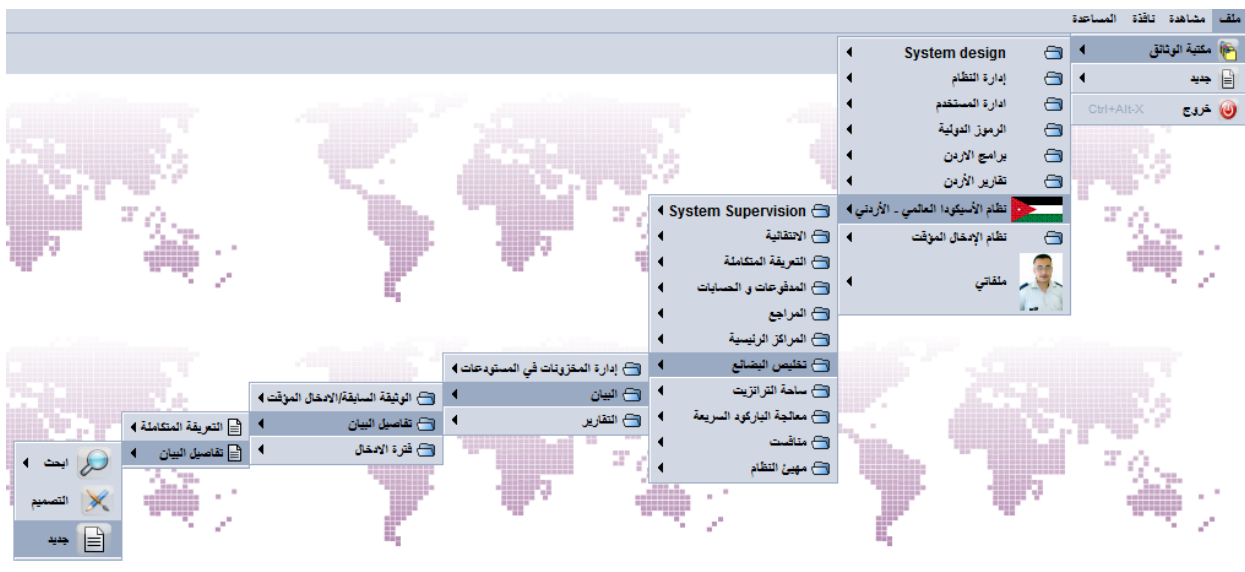 ملف مشاهدة نافذة المساعدة
مكتبة الوثائق
جديد
خروج Ctrl+Alt-X
System design
إدارة النظام
ادارة المستخدم
الرموز الدولية
برامج الاردن
تقارير الأردن
نظام الأسيكودا العالمي - الأردني
نظام الإدخال المؤقت
ملفاتي
System Supervision
الانتقائية
التعريفة المتكاملة
المدفوعات و الحسابات
المراجع
المراكز الرئيسية
تخليص البضائع
ساحة الترانزيت
معالجة الباركود السريعة
منافست
مهيئ النظام
إدارة المخزونات في المستودعات
البيان
التقارير
الوثيقة السابقة/الادخال المؤقت
تفاصيل البيان
فترة الادخال
التعريفة المتكاملة
تفاصيل البيان
ابحث
التصميم
جديد